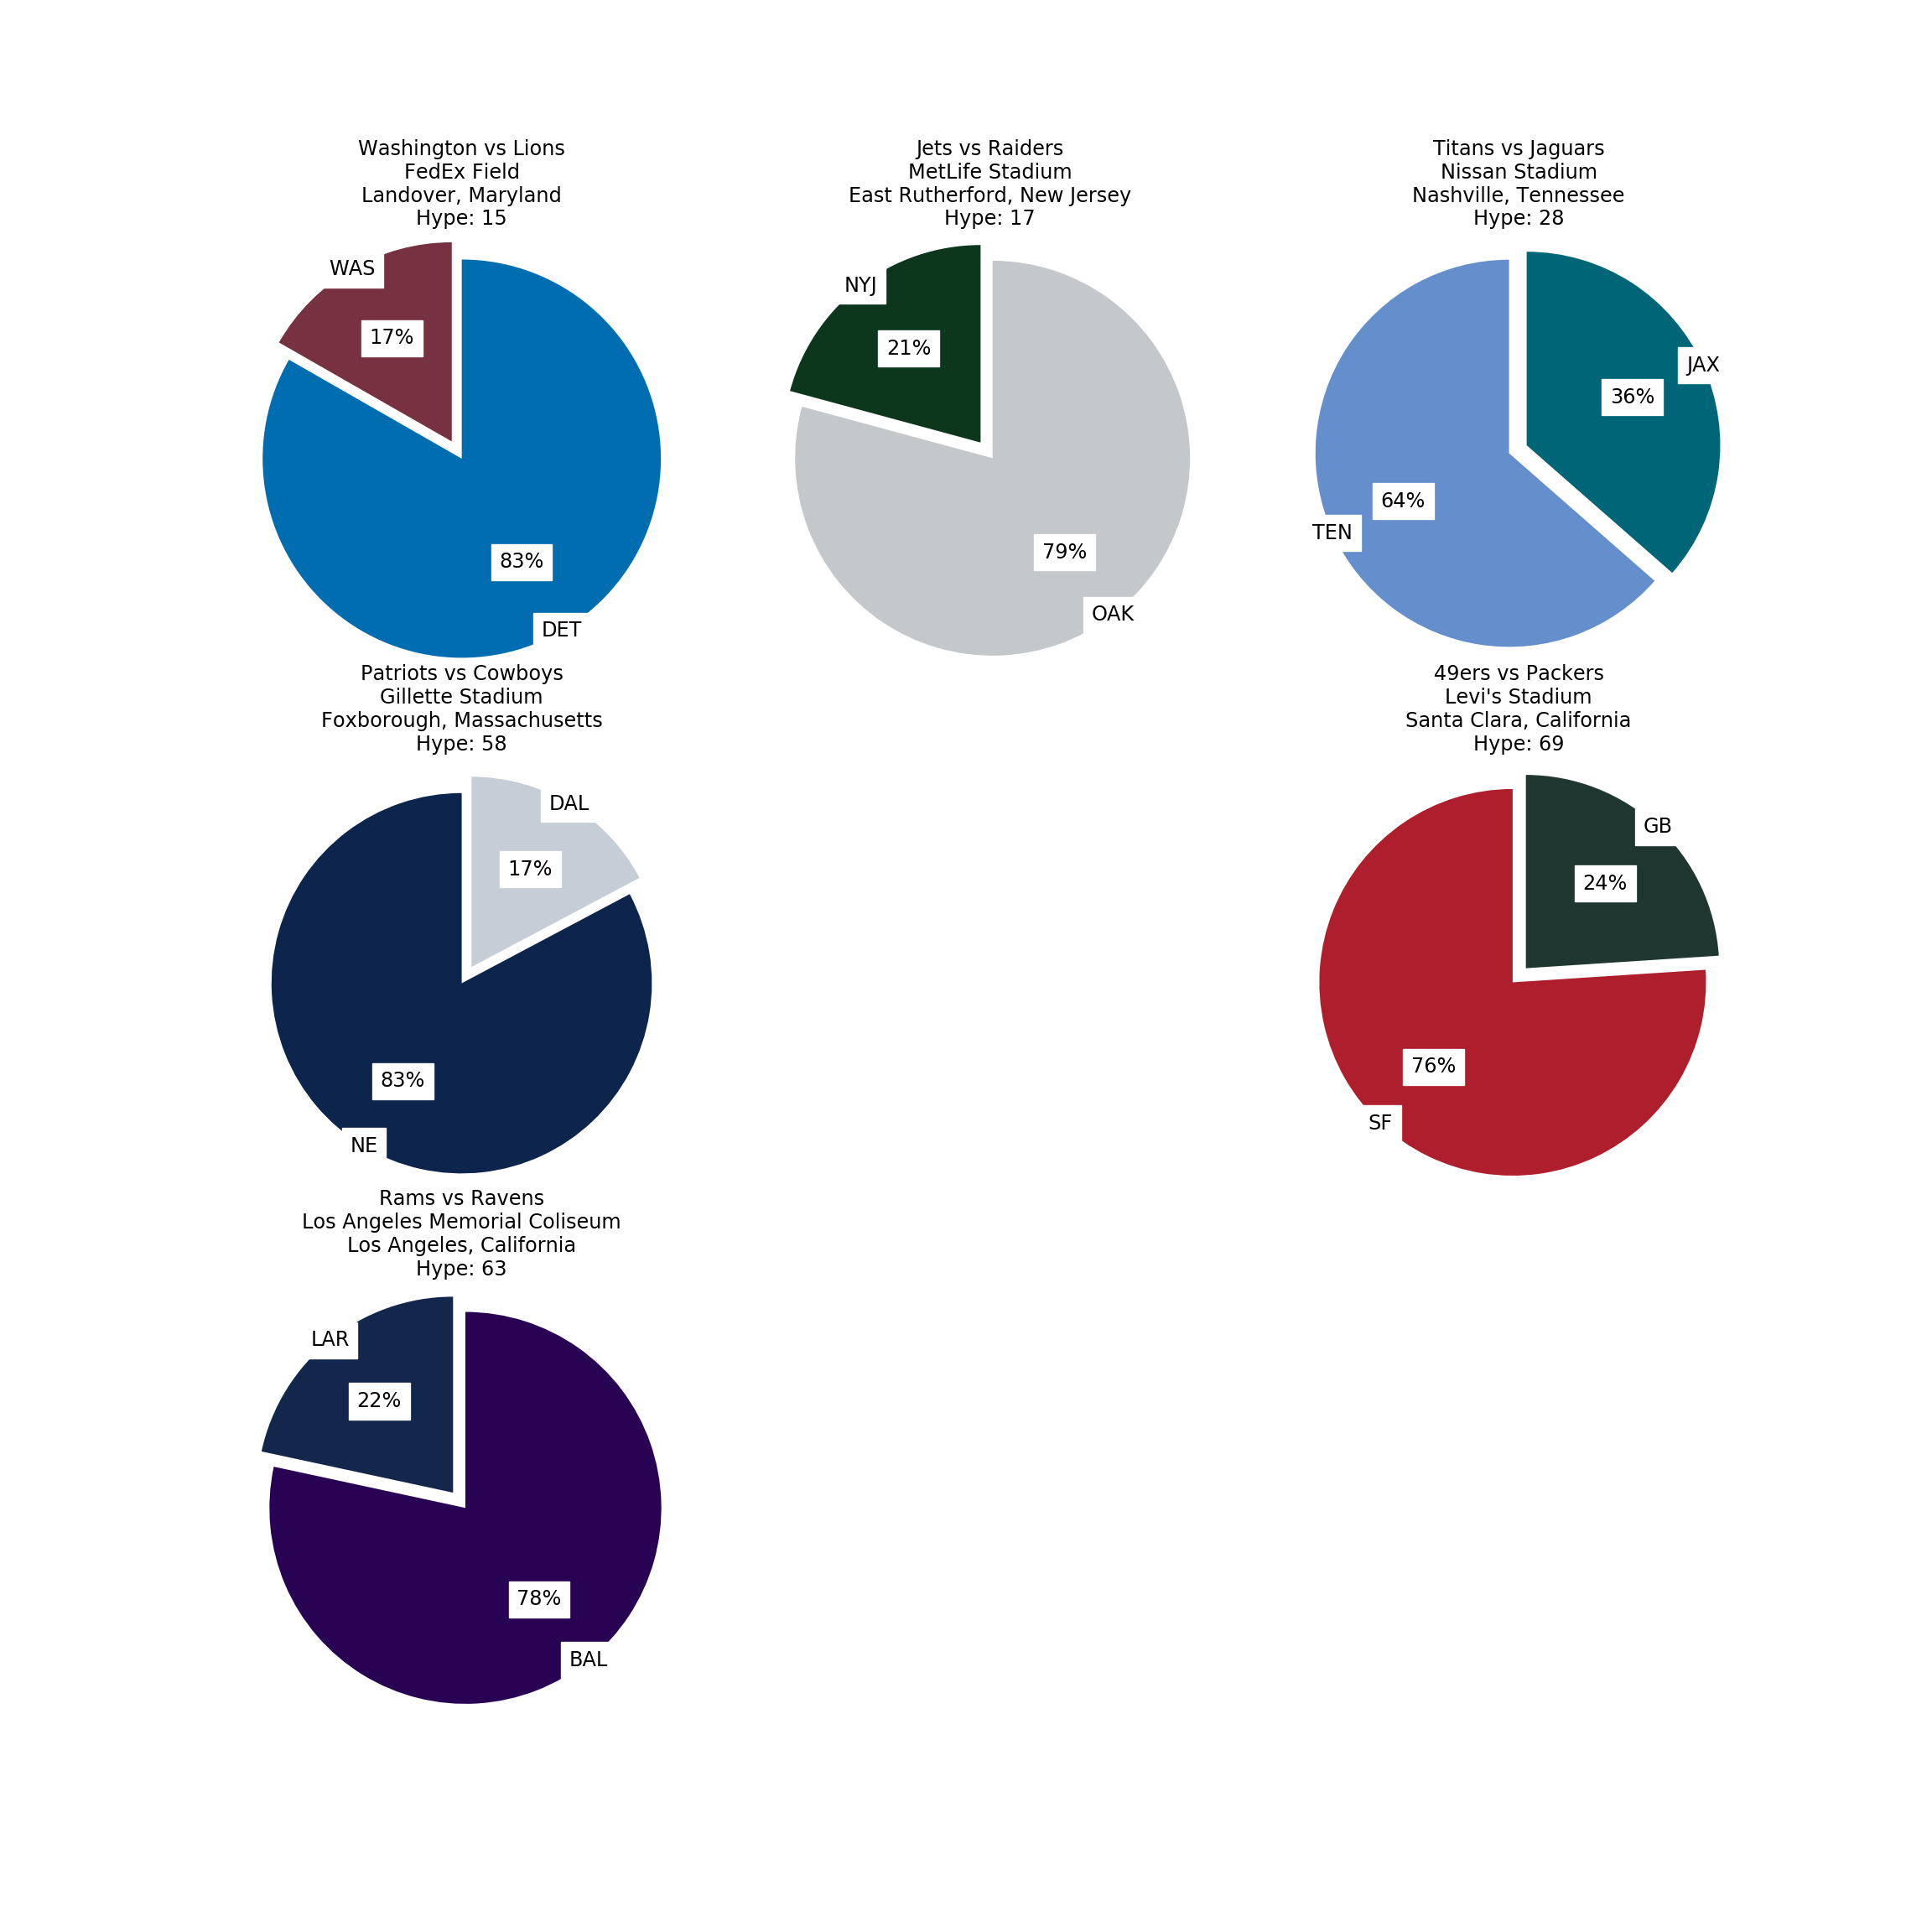 Washington vs Lions
FedEx Field
Landover, Maryland
Hype: 15
WAS
17%
83%
DET
Jets vs Raiders
MetLife Stadium
East Rutherford, New Jersey
Hype: 17
NYJ
21%
79%
OAK
Titans vs Jaguars
Nissan Stadium
Nashville, Tennessee
Hype: 28
JAX
36%
64%
TEN
Patriots vs Cowboys
Gillette Stadium
Foxborough, Massachusetts
Hype: 58
DAL
17%
83%
NE
49ers vs Packers
Levi's Stadium
Santa Clara, California
Hype: 69
GB
24%
76%
SF
Rams vs Ravens
Los Angeles Memorial Coliseum
Los Angeles, California
Hype: 63
LAR
22%
78%
BAL